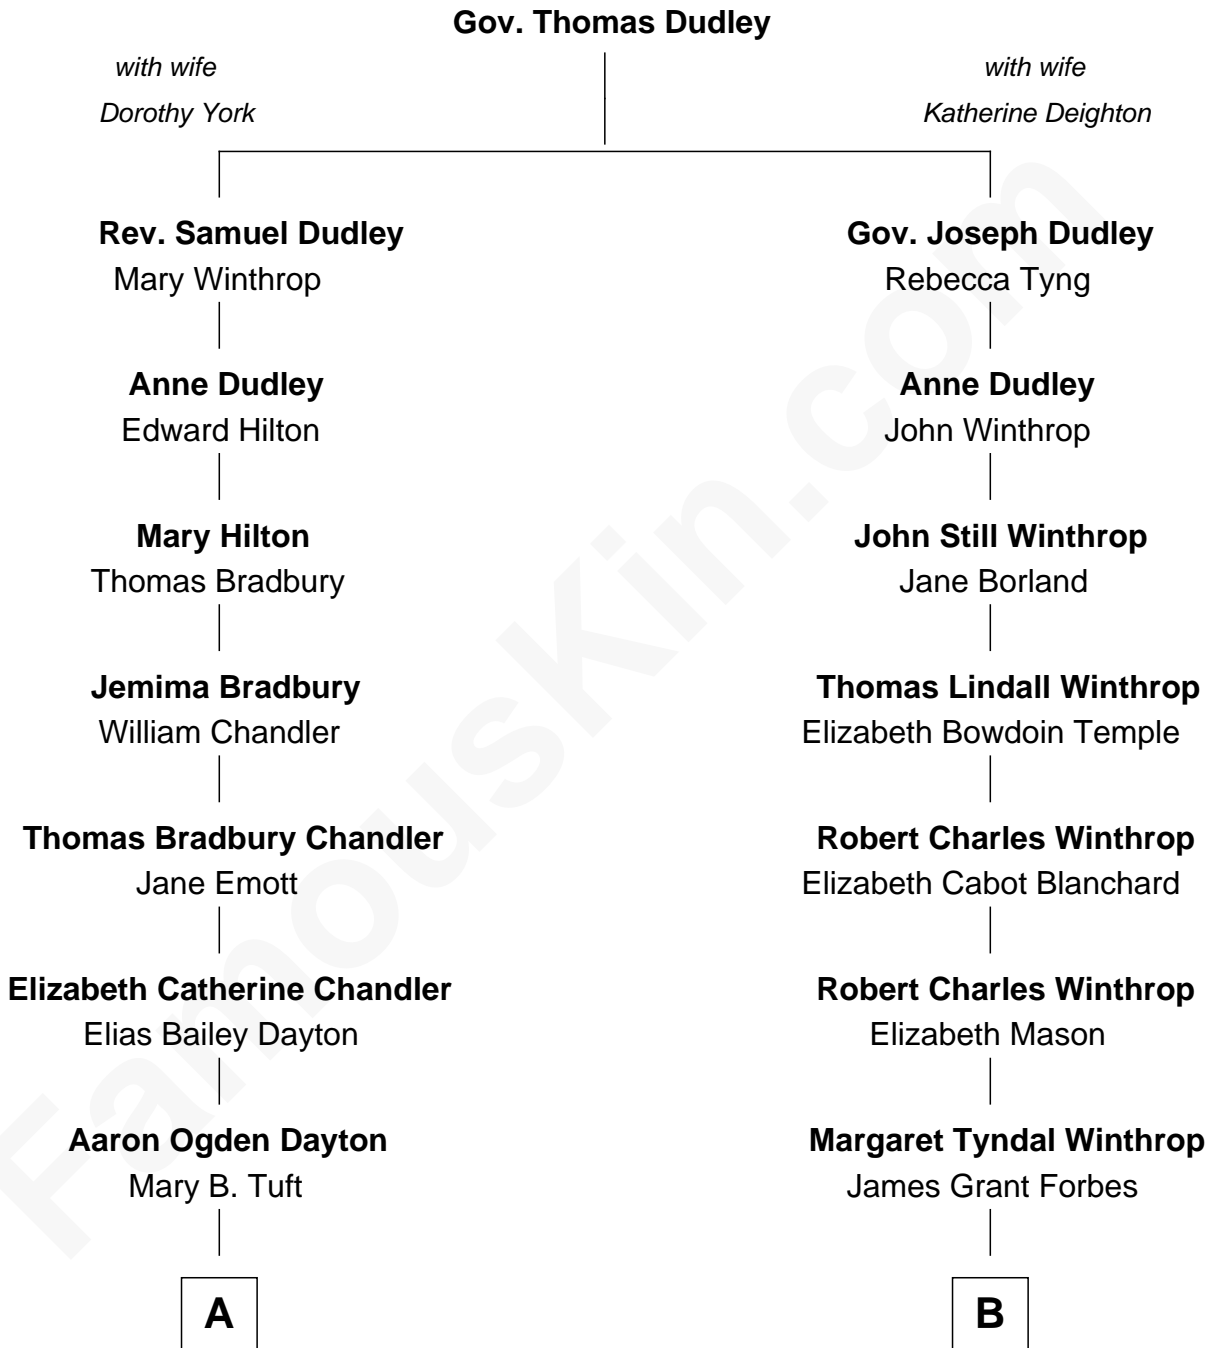 Gov. Thomas Dudley
with wife
Dorothy York
with wife
Katherine Deighton
Rev. Samuel Dudley
Mary Winthrop
Gov. Joseph Dudley
Rebecca Tyng
Anne Dudley
Edward Hilton
Anne Dudley
John Winthrop
Mary Hilton
Thomas Bradbury
John Still Winthrop
Jane Borland
Jemima Bradbury
William Chandler
Thomas Lindall Winthrop
Elizabeth Bowdoin Temple
Thomas Bradbury Chandler
Jane Emott
Robert Charles Winthrop
Elizabeth Cabot Blanchard
Elizabeth Catherine Chandler
Elias Bailey Dayton
Robert Charles Winthrop
Elizabeth Mason
Aaron Ogden Dayton
Mary B. Tuft
Margaret Tyndal Winthrop
James Grant Forbes
A
B
FamousKin.com